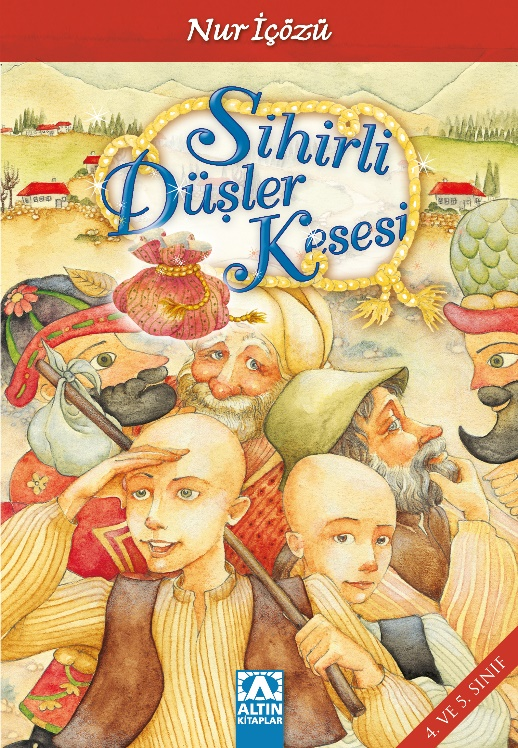 Nur İçözü
Sihirli
Düşler
Kesesi
4. VE 5. SINIF
ALTIN
KİTAPLAR